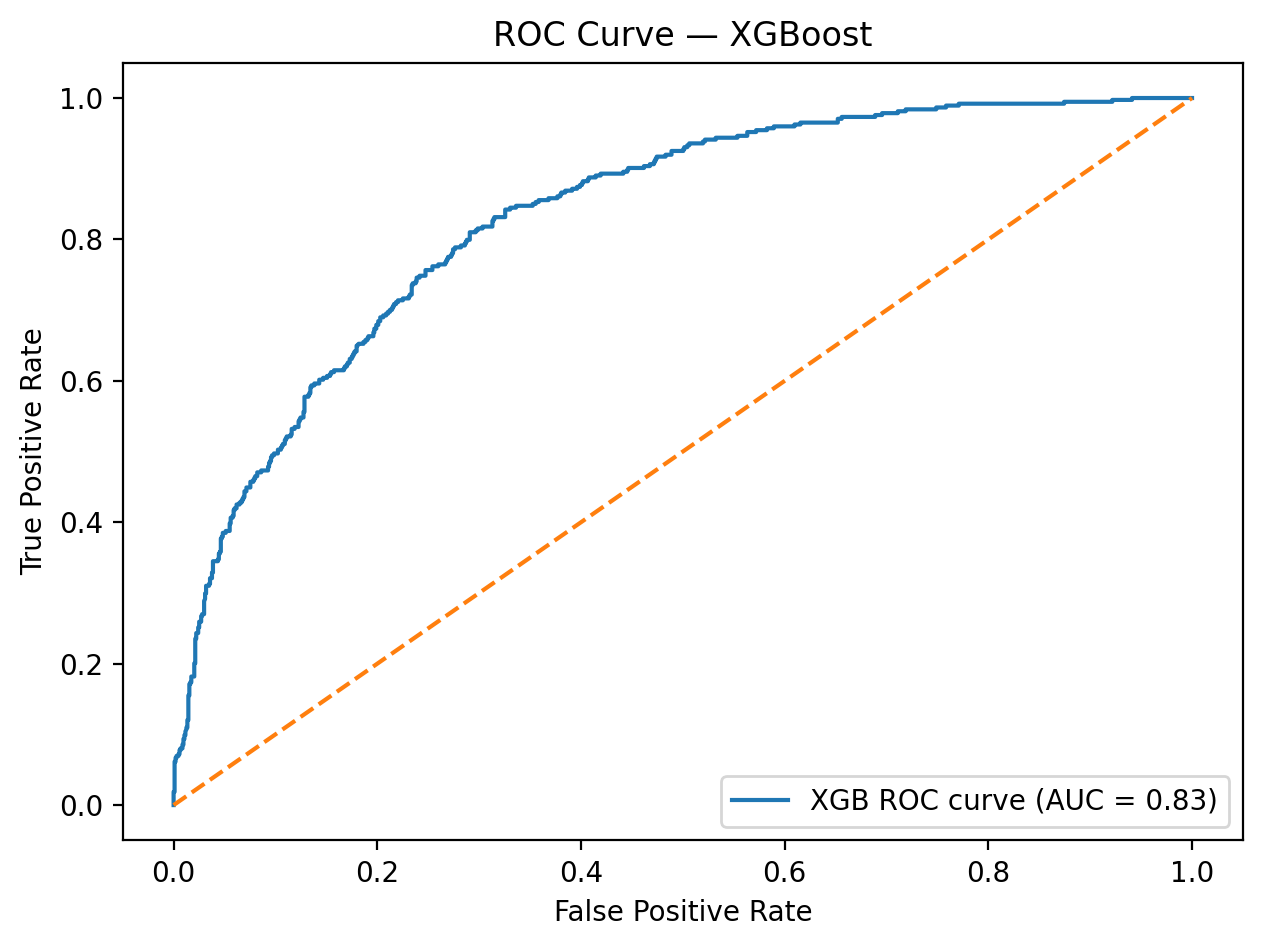 ROC Curve — XGBoost
1.0
0.8
0.6
0.4
0.2
0.0
True Positive Rate
XGB ROC curve (AUC = 0.83)
0.0 0.2 0.4 0.6 0.8 1.0
False Positive Rate